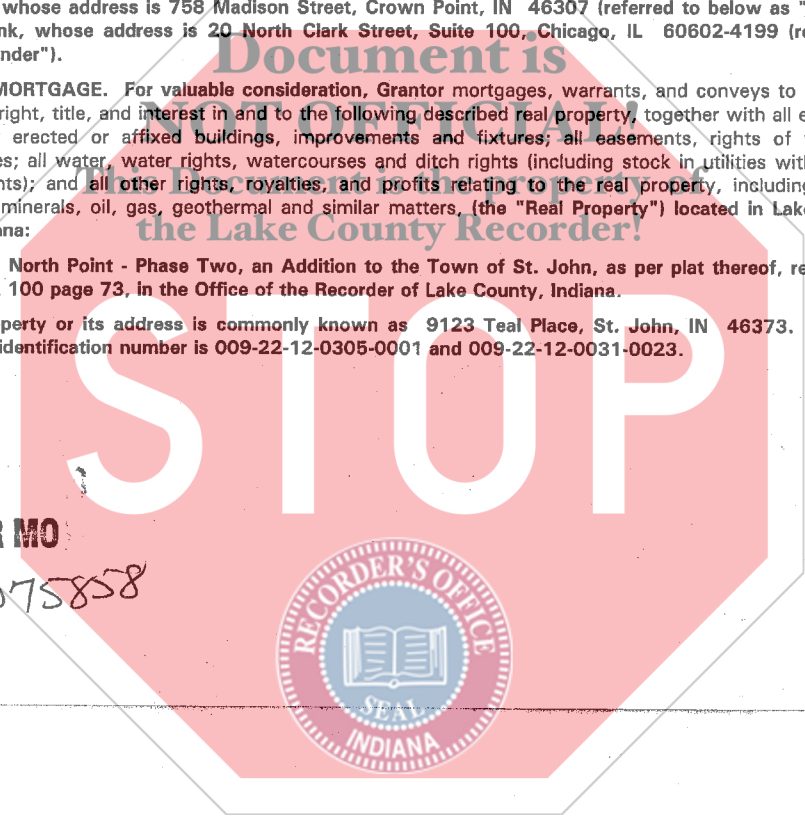 whose address is 758 Madison Street, Crown Point, IN 46307 (referred to below as "
nk, whose address is 20 North Clark Street, Suite 100, Chicago, IL 60602-4199 (re
nder").
Document is
MORTGAGE. For valuable consideration, Grantor mortgages, warrants, and conveys to
right, title, and interest in and to the following described real property, together with all e
NOT OFFICIAL!
erected or affixed buildings, improvements and fixtures; all easements, rights of
es; all water, water rights, watercourses and ditch rights (including stock in utilities with
This Document is the property of
nts); and all other rights, royalties, and profits relating to the real property, including
minerals, oil, gas, geothermal and similar matters, (the "Real Property") located in Lak
the Lake County Recorder!
ana:
North Point - Phase Two, an Addition to the Town of St. John, as per plat thereof, re
100 page 73, in the Office of the Recorder of Lake County, Indiana.
perty or its address is commonly known as 9123 Teal Place, St. John, IN 46373.
identification number is 009-22-12-0305-0001 and 009-22-12-0031-0023.
STOP
R MO
075858
RECORDER'S OFFICE
SEAL
INDIANA